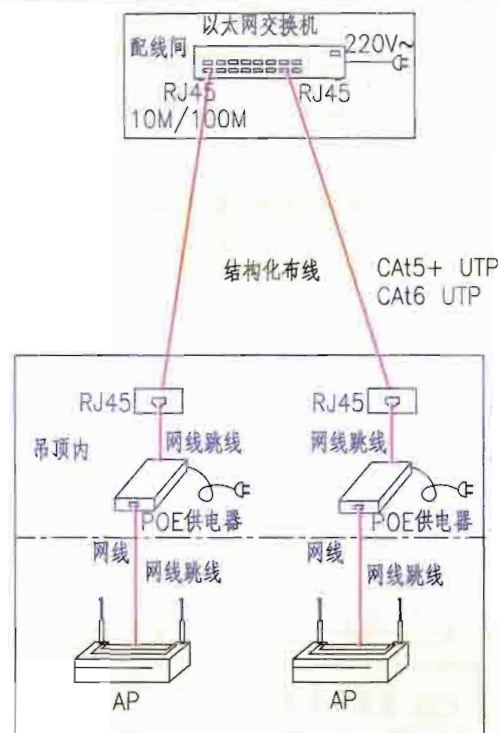 以太网交换机
配线间
220V~
RJ45
RJ45
10M/100M
结构化布线
CAt5+ UTP
CAt6 UTP
RJ45
RJ45
吊顶内
网线跳线
网线跳线
POE供电器
POE供电器
网线
网线
网线跳线
网线跳线
AP
AP